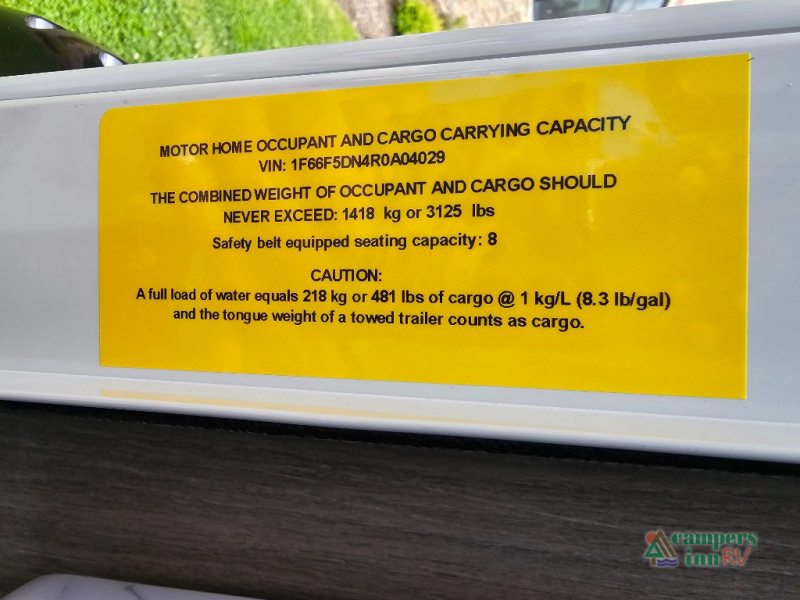 MOTOR HOME OCCUPANT AND CARGO CARRYING CAPACITY
VIN: 1F66F5DN4R0A04029
THE COMBINED WEIGHT OF OCCUPANT AND CARGO SHOULD
NEVER EXCEED: 1418 kg or 3125 lbs
Safety belt equipped seating capacity: 8
CAUTION:
A full load of water equals 218 kg or 481 lbs of cargo @ 1 kg/L (8.3 lb/gal)
and the tongue weight of a towed trailer counts as cargo.
campers
inn RV